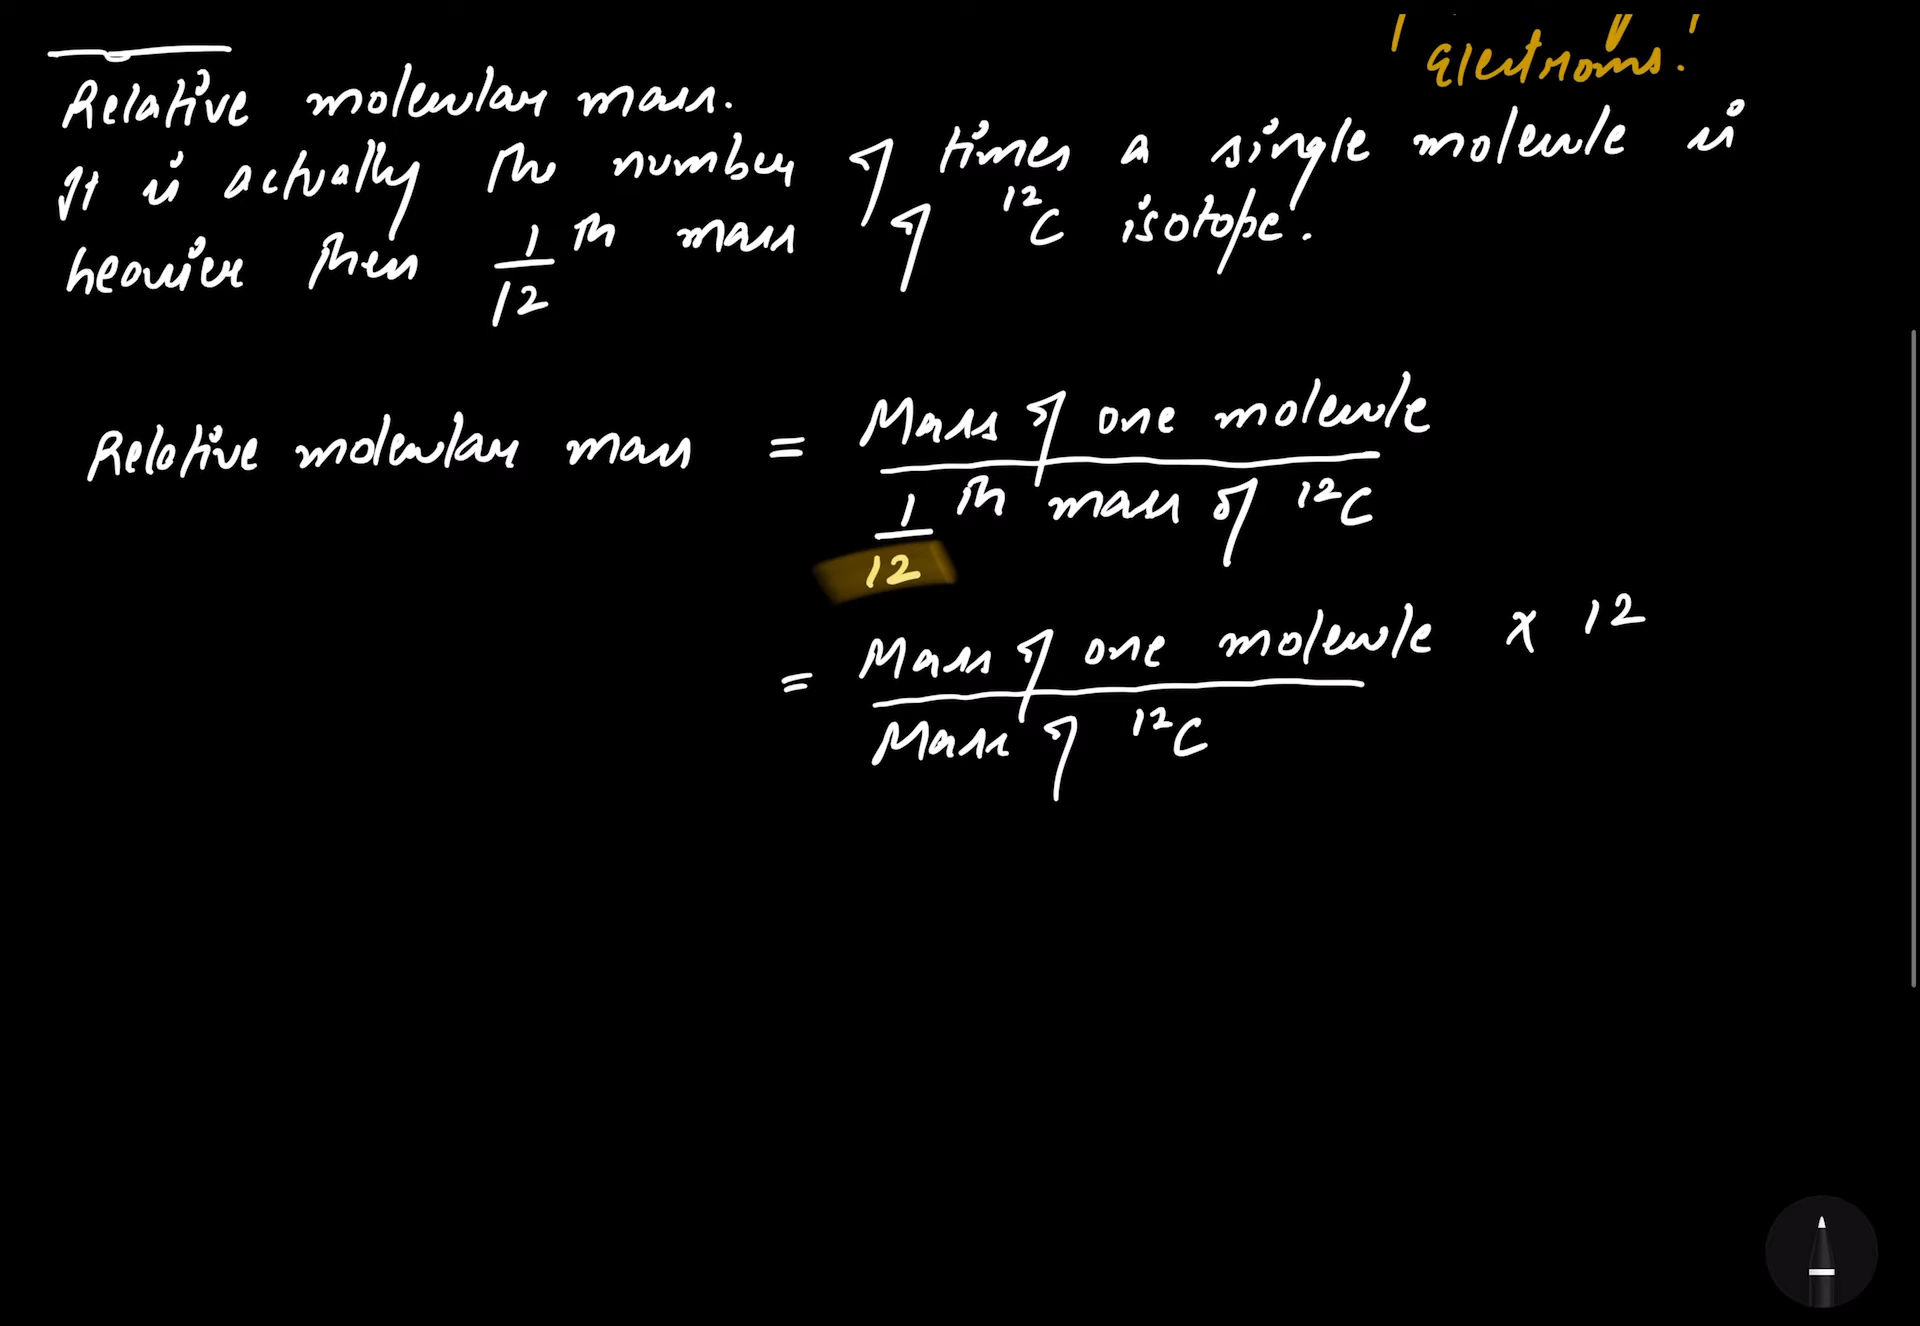 Electrons!
Relative molecular mass.
It is actually the number of times a single molecule is
heavier then 1/12 th mass of ¹²C isotope.
Relative molecular mass = Mass of one molecule / 1/12 th mass of ¹²C
= Mass of one molecule / Mass of ¹²C × 12